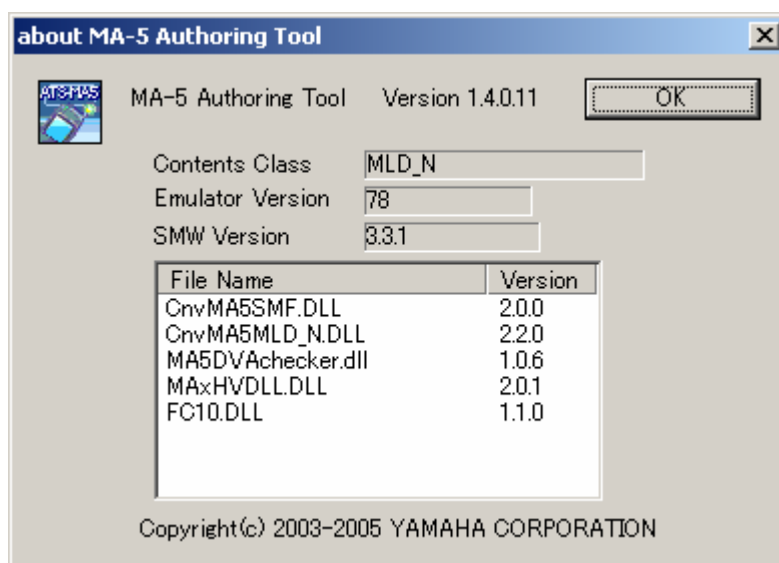 about MA-5 Authoring Tool
ATS-MA5
MA-5 Authoring Tool Version 1.4.0.11 OK
Contents Class MLD_N
Emulator Version 78
SMW Version 3.3.1
File Name Version
CnvMA5SMF.DLL 2.0.0
CnvMA5MLD_N.DLL 2.2.0
MA5DVAchecker.dll 1.0.6
MAxHVDLL.DLL 2.0.1
FC10.DLL 1.1.0
Copyright(c) 2003-2005 YAMAHA CORPORATION